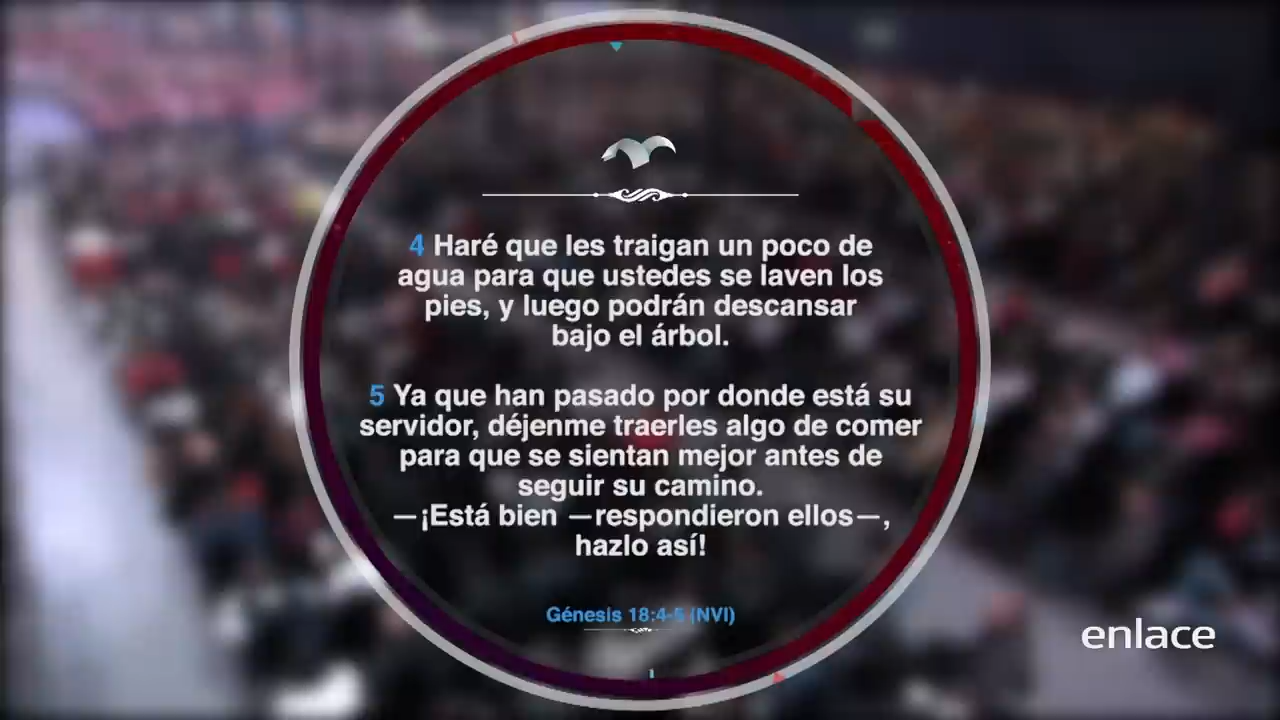 4 Haré que les traigan un poco de
agua para que ustedes se laven los
pies, y luego podrán descansar
bajo el árbol.
5 Ya que han pasado por donde está su
servidor, déjenme traerles algo de comer
para que se sientan mejor antes de
seguir su camino.
—¡Está bien —respondieron ellos—,
hazlo así!
Génesis 18:4-5 (NVI)
enlace